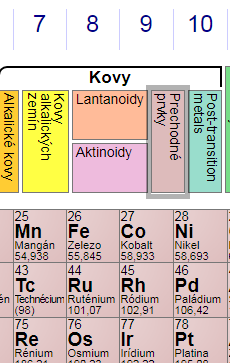 7 8 9 10
Kovy
Alkalické kovy
Kovy
alkalických
zemín
Lantanoidy
Aktinoidy
Prechodné
prvky
Post-transition
metals
25 26 27 28
Mn Fe Co Ni
Mangán Železo Kobalt Nikel
54,938 55,845 58,933 58,693
43 44 45 46
Tc Ru Rh Pd
én Technécium Ruténium Ródium Paládium
(98) 101,07 102,91 106,42
75 76 77 78
Re Os Ir Pt
Rénium Osmium Irídium Platina